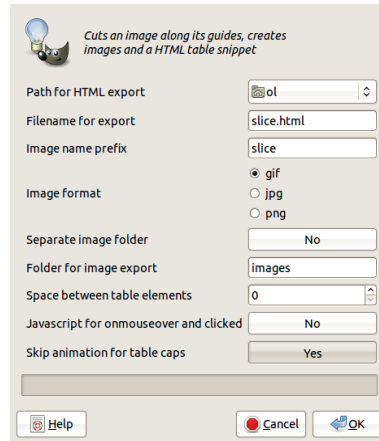 Cuts an image along its guides, creates
images and a HTML table snippet
Path for HTML export
ol
Filename for export
slice.html
Image name prefix
slice
Image format
gif
jpg
png
Separate image folder
No
Folder for image export
images
Space between table elements
0
Javascript for onmouseover and clicked
No
Skip animation for table caps
Yes
Help
Cancel
OK